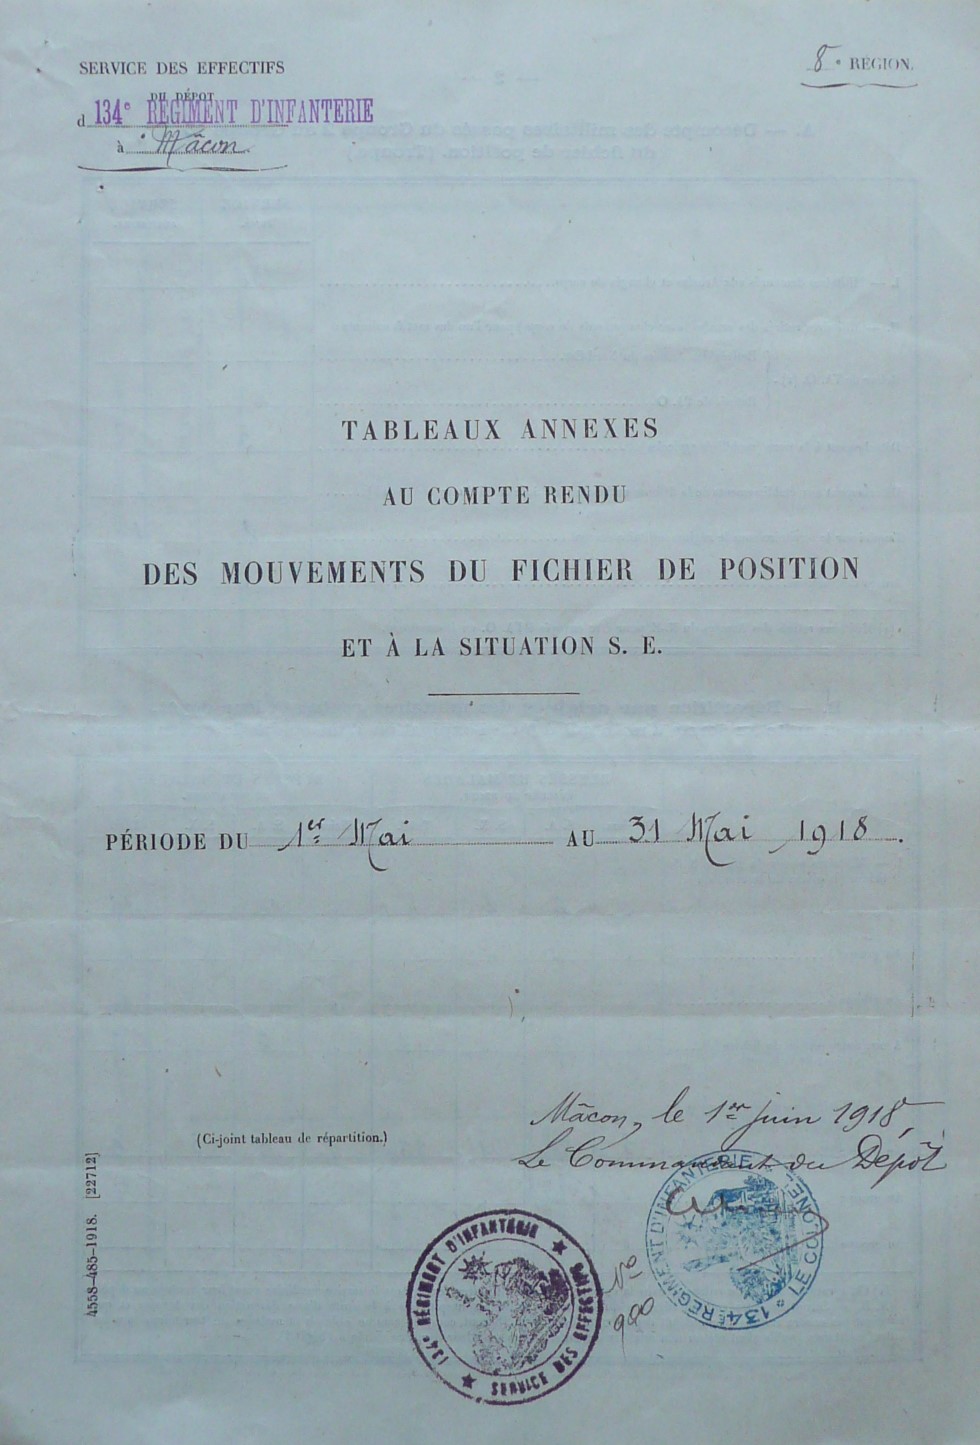 SERVICE DES EFFECTIFS
DU DÉPOT
d 134e RÉGIMENT D'INFANTERIE
à Mâcon
8e RÉGION.
TABLEAUX ANNEXES
AU COMPTE RENDU
DES MOUVEMENTS DU FICHIER DE POSITION
ET À LA SITUATION S. E.
PÉRIODE DU 1er Mai AU 31 Mai 1918.
Mâcon, le 1er juin 1918,
Le Commandant du Dépôt
(Ci-joint tableau de répartition.)
4558-485-1918. [22712]
134e RÉGIMENT D'INFANTERIE
SERVICE DES EFFECTIFS
No
900
134E RÉGIMENT D'INFANTERIE
LE COLONEL